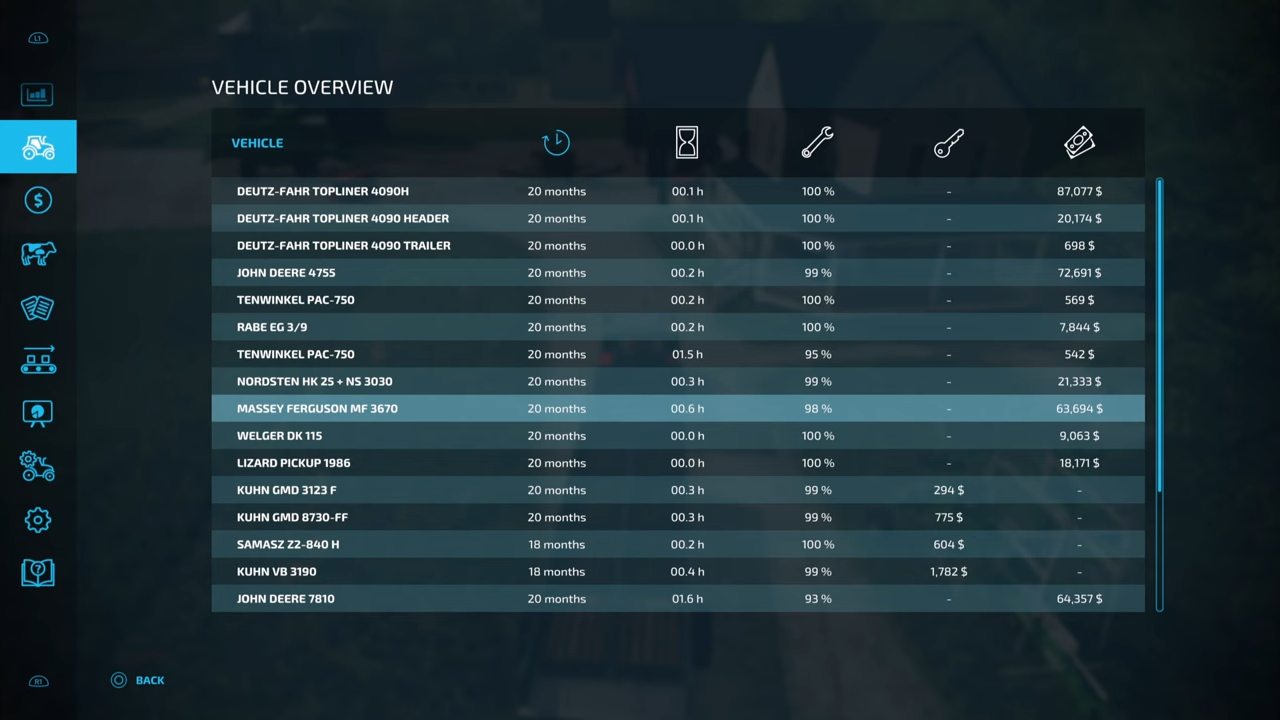 L1
VEHICLE OVERVIEW
VEHICLE
DEUTZ-FAHR TOPLINER 4090H 20 months 00.1 h 100 % - 87,077 $
DEUTZ-FAHR TOPLINER 4090 HEADER 20 months 00.1 h 100 % - 20,174 $
DEUTZ-FAHR TOPLINER 4090 TRAILER 20 months 00.0 h 100 % - 698 $
JOHN DEERE 4755 20 months 00.2 h 99 % - 72,691 $
TENWINKEL PAC-750 20 months 00.2 h 100 % - 569 $
RABE EG 3/9 20 months 00.2 h 100 % - 7,844 $
TENWINKEL PAC-750 20 months 01.5 h 95 % - 542 $
NORDSTEN HK 25 + NS 3030 20 months 00.3 h 99 % - 21,333 $
MASSEY FERGUSON MF 3670 20 months 00.6 h 98 % - 63,694 $
WELGER DK 115 20 months 00.0 h 100 % - 9,063 $
LIZARD PICKUP 1986 20 months 00.0 h 100 % - 18,171 $
KUHN GMD 3123 F 20 months 00.3 h 99 % 294 $ -
KUHN GMD 8730-FF 20 months 00.3 h 99 % 775 $ -
SAMASZ Z2-840 H 18 months 00.2 h 100 % 604 $ -
KUHN VB 3190 18 months 00.4 h 99 % 1,782 $ -
JOHN DEERE 7810 20 months 01.6 h 93 % - 64,357 $
R1
BACK